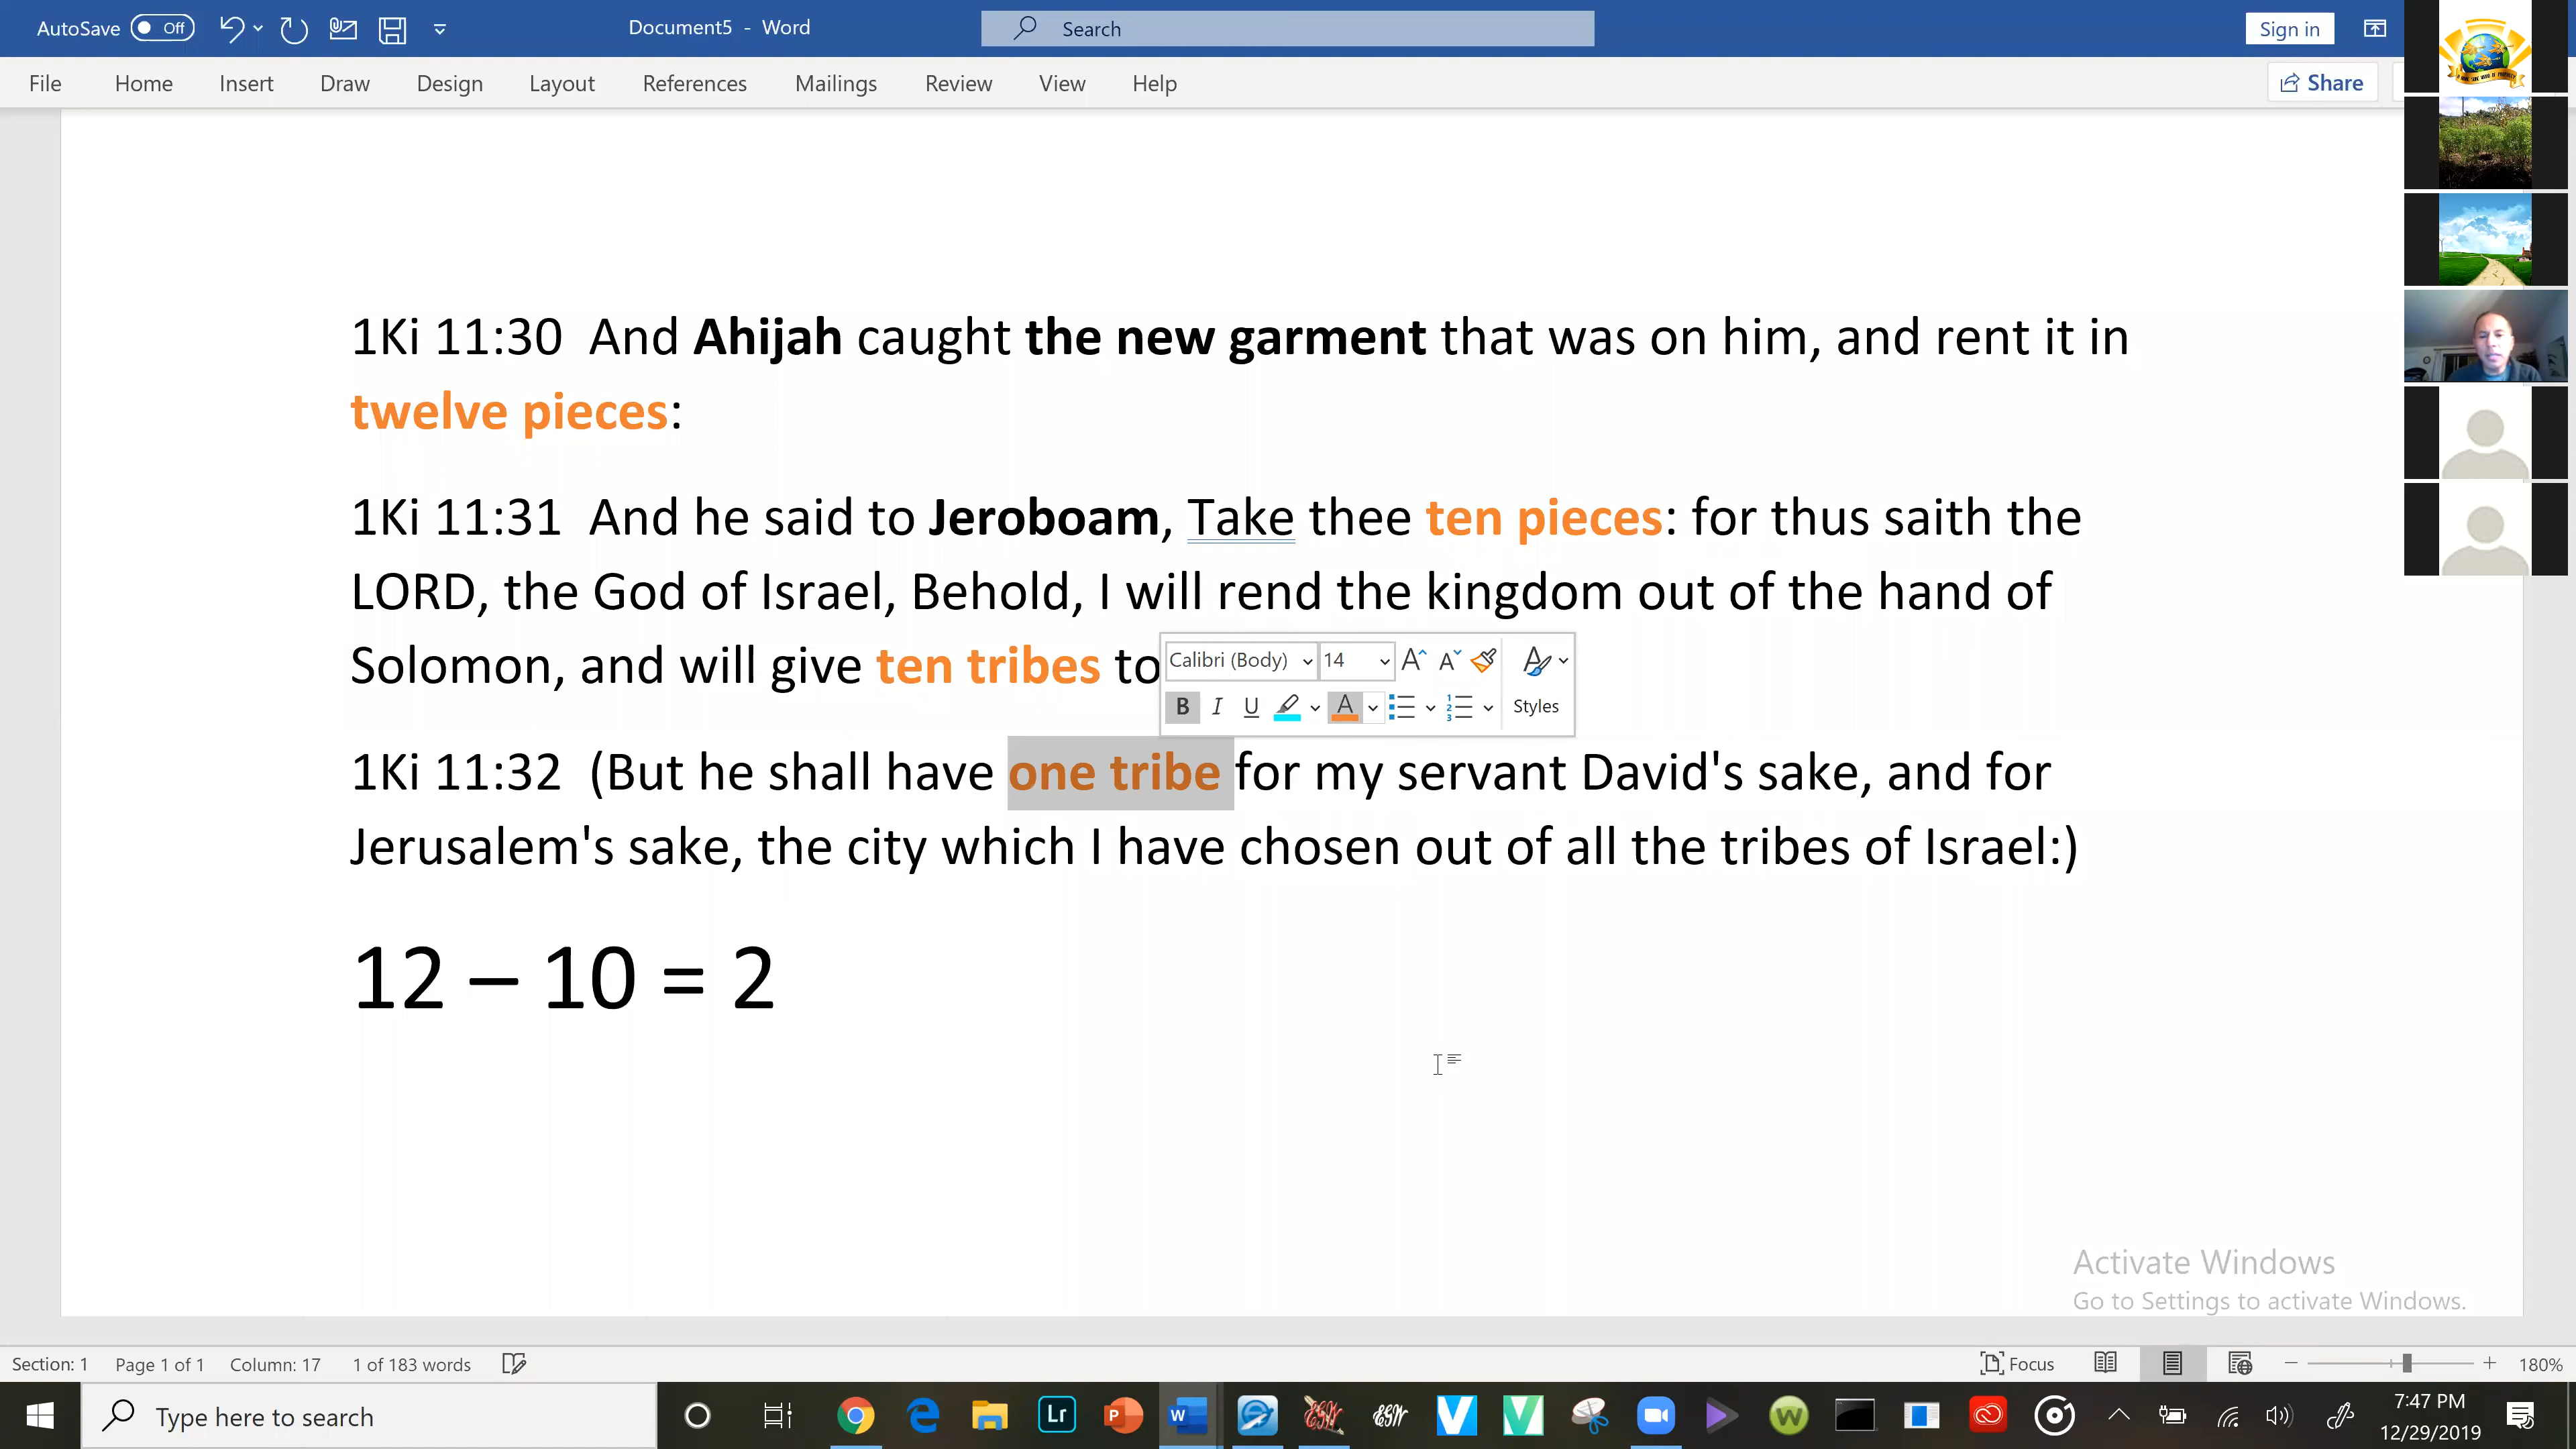 AutoSave Off Document5 - Word Search Sign in
File Home Insert Draw Design Layout References Mailings Review View Help Share
1Ki 11:30 And Ahijah caught the new garment that was on him, and rent it in
twelve pieces:
1Ki 11:31 And he said to Jeroboam, Take thee ten pieces: for thus saith the
LORD, the God of Israel, Behold, I will rend the kingdom out of the hand of
Solomon, and will give ten tribes to
Calibri (Body) 14
B I U A Styles
1Ki 11:32 (But he shall have one tribe for my servant David's sake, and for
Jerusalem's sake, the city which I have chosen out of all the tribes of Israel:)
12 – 10 = 2
Activate Windows
Go to Settings to activate Windows.
Section: 1 Page 1 of 1 Column: 17 1 of 183 words Focus 180%
Type here to search Lr P W EGW EGW V V W 7:47 PM
12/29/2019